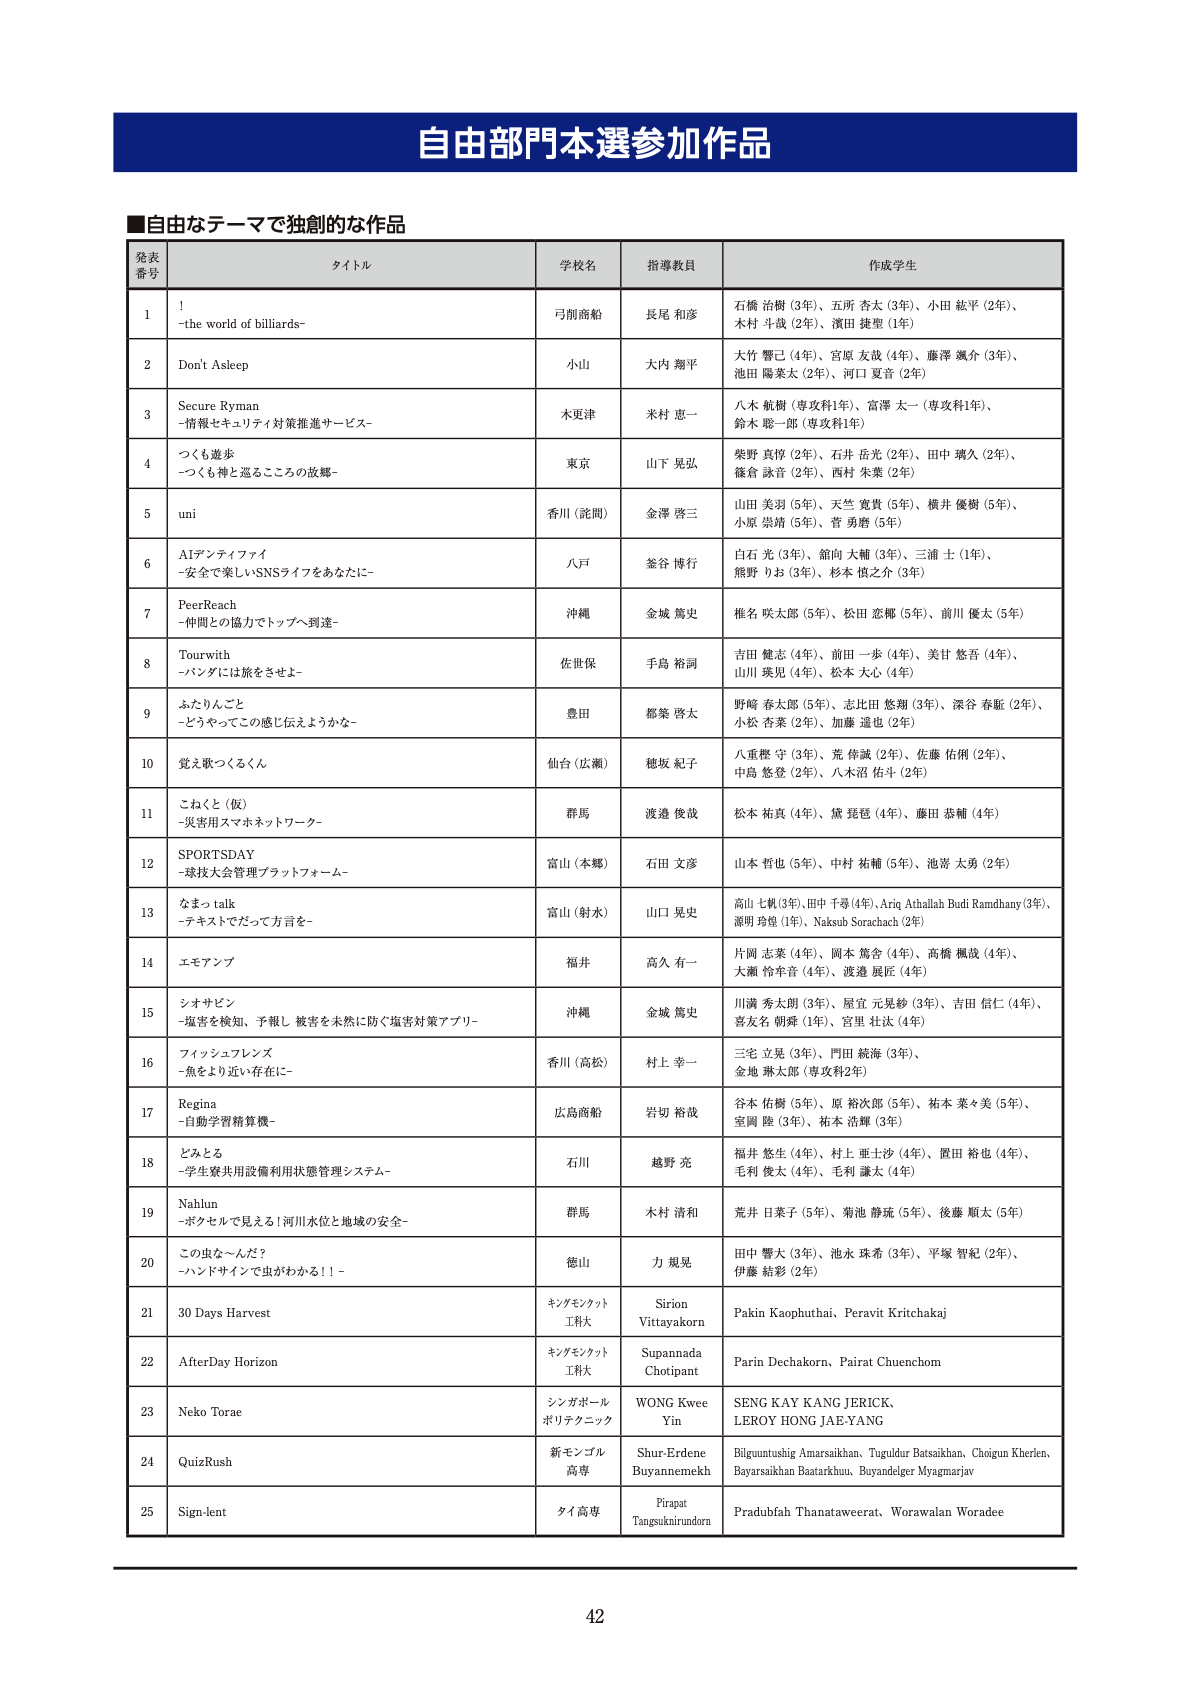 自由部門本選参加作品
■自由なテーマで独創的な作品
発表
番号
タイトル
学校名
指導教員
作成学生
1
!
-the world of billiards-
弓削商船
長尾 和彦
石橋 治樹（3年）、五所 杏太（3年）、小田 紘平（2年）、
木村 斗哉（2年）、濱田 捷聖（1年）
2
Don't Asleep
小山
大内 翔平
大竹 響己（4年）、宮原 友哉（4年）、藤澤 颯介（3年）、
池田 陽菜太（2年）、河口 夏音（2年）
3
Secure Ryman
-情報セキュリティ対策推進サービス-
木更津
米村 恵一
八木 航樹（専攻科1年）、富澤 太一（専攻科1年）、
鈴木 聡一郎（専攻科1年）
4
つくも遊歩
-つくも神と巡るこころの故郷-
東京
山下 晃弘
柴野 真惇（2年）、石井 岳光（2年）、田中 璃久（2年）、
篠倉 詠音（2年）、西村 朱葉（2年）
5
uni
香川（詫間）
金澤 啓三
山田 美羽（5年）、天竺 寛貴（5年）、横井 優樹（5年）、
小原 崇靖（5年）、菅 勇磨（5年）
6
AIデンティファイ
-安全で楽しいSNSライフをあなたに-
八戸
釜谷 博行
白石 光（3年）、舘向 大輔（3年）、三浦 士（1年）、
熊野 りお（3年）、杉本 慎之介（3年）
7
PeerReach
-仲間との協力でトップへ到達-
沖縄
金城 篤史
椎名 咲太郎（5年）、松田 恋椰（5年）、前川 優太（5年）
8
Tourwith
-パンダには旅をさせよ-
佐世保
手島 裕詞
吉田 健志（4年）、前田 一歩（4年）、美甘 悠吾（4年）、
山川 瑛児（4年）、松本 大心（4年）
9
ふたりんごと
-どうやってこの感じ伝えようかな-
豊田
都築 啓太
野﨑 春太郎（5年）、志比田 悠翔（3年）、深谷 春駈（2年）、
小松 杏菜（2年）、加藤 遥也（2年）
10
覚え歌つくるくん
仙台（広瀬）
穂坂 紀子
八重樫 守（3年）、荒 倖誠（2年）、佐藤 佑俐（2年）、
中島 悠登（2年）、八木沼 佑斗（2年）
11
こねくと（仮）
-災害用スマホネットワーク-
群馬
渡邉 俊哉
松本 祐真（4年）、黛 琵琶（4年）、藤田 恭輔（4年）
12
SPORTSDAY
-球技大会管理プラットフォーム-
富山（本郷）
石田 文彦
山本 哲也（5年）、中村 祐輔（5年）、池嵜 太勇（2年）
13
なまっ talk
-テキストでだって方言を-
富山（射水）
山口 晃史
高山 七帆（3年）、田中 千尋（4年）、Ariq Athallah Budi Ramdhany（3年）、
源明 玲煌（1年）、Naksub Sorachach（2年）
14
エモアンプ
福井
高久 有一
片岡 志菜（4年）、岡本 篤舎（4年）、高橋 楓哉（4年）、
大瀬 怜牟音（4年）、渡邉 展匠（4年）
15
シオサビン
-塩害を検知、予報し 被害を未然に防ぐ塩害対策アプリ-
沖縄
金城 篤史
川満 秀太朗（3年）、屋宜 元晃紗（3年）、吉田 信仁（4年）、
喜友名 朝舜（1年）、宮里 壮汰（4年）
16
フィッシュフレンズ
-魚をより近い存在に-
香川（高松）
村上 幸一
三宅 立晃（3年）、門田 統海（3年）、
金地 琳太郎（専攻科2年）
17
Regina
-自動学習精算機-
広島商船
岩切 裕哉
谷本 佑樹（5年）、原 裕次郎（5年）、祐本 菜々美（5年）、
室岡 陸（3年）、祐本 浩輝（3年）
18
どみとる
-学生寮共用設備利用状態管理システム-
石川
越野 亮
福井 悠生（4年）、村上 亜士沙（4年）、置田 裕也（4年）、
毛利 俊太（4年）、毛利 謙太（4年）
19
Nahlun
-ボクセルで見える！河川水位と地域の安全-
群馬
木村 清和
荒井 日菜子（5年）、菊池 静琉（5年）、後藤 順太（5年）
20
この虫な～んだ？
-ハンドサインで虫がわかる！！-
徳山
力 規晃
田中 響大（3年）、池永 珠希（3年）、平塚 智紀（2年）、
伊藤 結彩（2年）
21
30 Days Harvest
キングモンクット
工科大
Sirion
Vittayakorn
Pakin Kaophuthai、Peravit Kritchakaj
22
AfterDay Horizon
キングモンクット
工科大
Supannada
Chotipant
Parin Dechakorn、Pairat Chuenchom
23
Neko Torae
シンガポール
ポリテクニック
WONG Kwee
Yin
SENG KAY KANG JERICK、
LEROY HONG JAE-YANG
24
QuizRush
新モンゴル
高専
Shur-Erdene
Buyannemekh
Bilguuntushig Amarsaikhan、Tuguldur Batsaikhan、Choigun Kherlen、
Bayarsaikhan Baatarkhuu、Buyandelger Myagmarjav
25
Sign-lent
タイ高専
Pirapat
Tangsuknirundorn
Pradubfah Thanataweerat、Worawalan Woradee
42